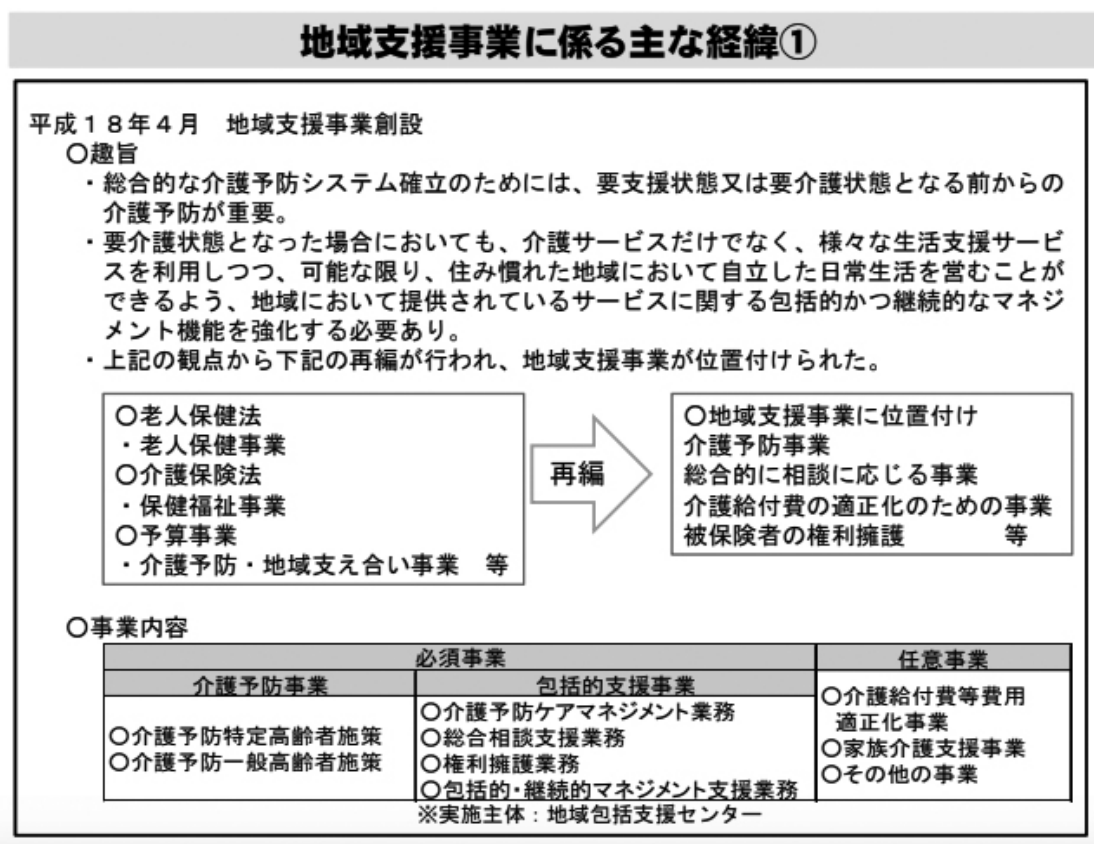 地域支援事業に係る主な経緯①
平成１８年４月　地域支援事業創設
○趣旨
・総合的な介護予防システム確立のためには、要支援状態又は要介護状態となる前からの
介護予防が重要。
・要介護状態となった場合においても、介護サービスだけでなく、様々な生活支援サービ
スを利用しつつ、可能な限り、住み慣れた地域において自立した日常生活を営むことが
できるよう、地域において提供されているサービスに関する包括的かつ継続的なマネジ
メント機能を強化する必要あり。
・上記の観点から下記の再編が行われ、地域支援事業が位置付けられた。
○老人保健法
・老人保健事業
○介護保険法
・保健福祉事業
○予算事業
・介護予防・地域支え合い事業　等
再編
○地域支援事業に位置付け
介護予防事業
総合的に相談に応じる事業
介護給付費の適正化のための事業
被保険者の権利擁護　　　　等
○事業内容
必須事業
任意事業
介護予防事業
包括的支援事業
○介護予防特定高齢者施策
○介護予防一般高齢者施策
○介護予防ケアマネジメント業務
○総合相談支援業務
○権利擁護業務
○包括的・継続的マネジメント支援業務
○介護給付費等費用
適正化事業
○家族介護支援事業
○その他の事業
※実施主体：地域包括支援センター